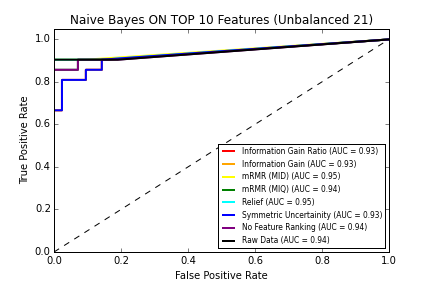 Naive Bayes ON TOP 10 Features (Unbalanced 21)
1.0
0.8
0.6
0.4
0.2
0.0
True Positive Rate
Information Gain Ratio (AUC = 0.93)
Information Gain (AUC = 0.93)
mRMR (MID) (AUC = 0.95)
mRMR (MIQ) (AUC = 0.94)
Relief (AUC = 0.95)
Symmetric Uncertainity (AUC = 0.93)
No Feature Ranking (AUC = 0.94)
Raw Data (AUC = 0.94)
0.0 0.2 0.4 0.6 0.8 1.0
False Positive Rate